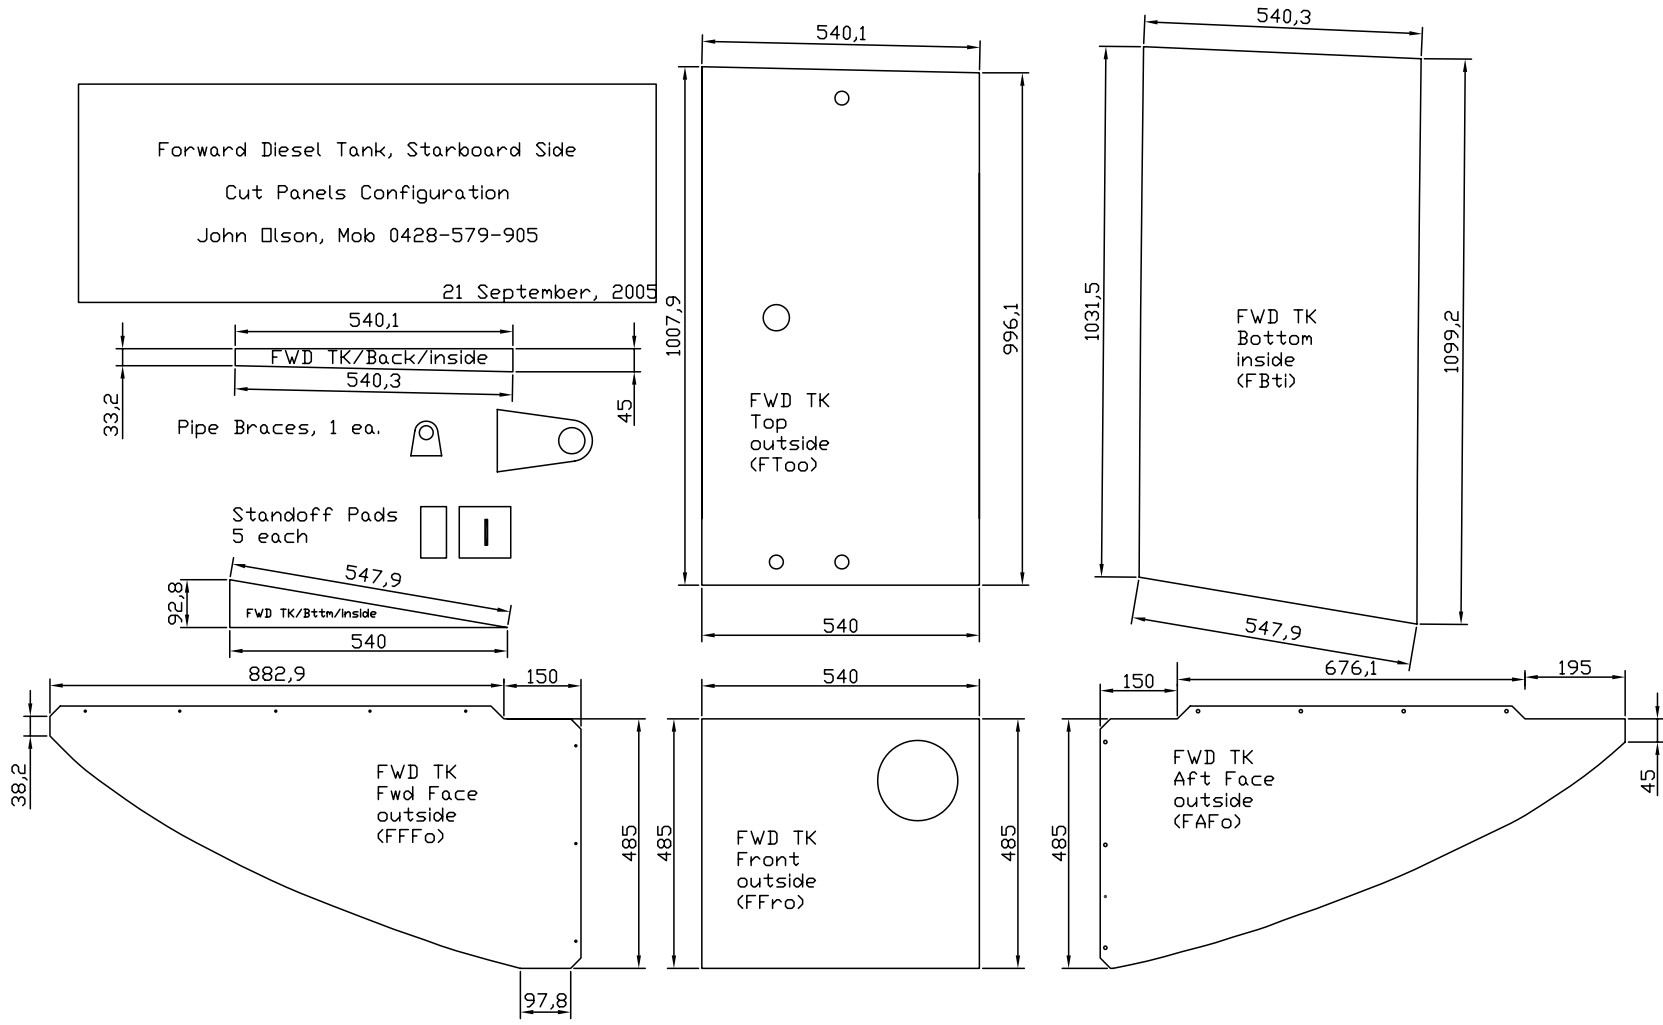 Forward Diesel Tank, Starboard Side
Cut Panels Configuration
John Olson, Mob 0428-579-905
21 September, 2005
540,1
FWD TK/Back/inside
540,3
33,2
45
Pipe Braces, 1 ea.
Standoff Pads
5 each
547,9
92,8
FWD TK/Bttm/inside
540
540,1
1007,9
996,1
FWD TK
Top
outside
(FToo)
540
540,3
1031,5
1099,2
FWD TK
Bottom
inside
(FBti)
547,9
882,9
150
38,2
FWD TK
Fwd Face
outside
(FFFo)
485
97,8
540
485
FWD TK
Front
outside
(FFro)
485
150
676,1
195
485
FWD TK
Aft Face
outside
(FAFo)
45